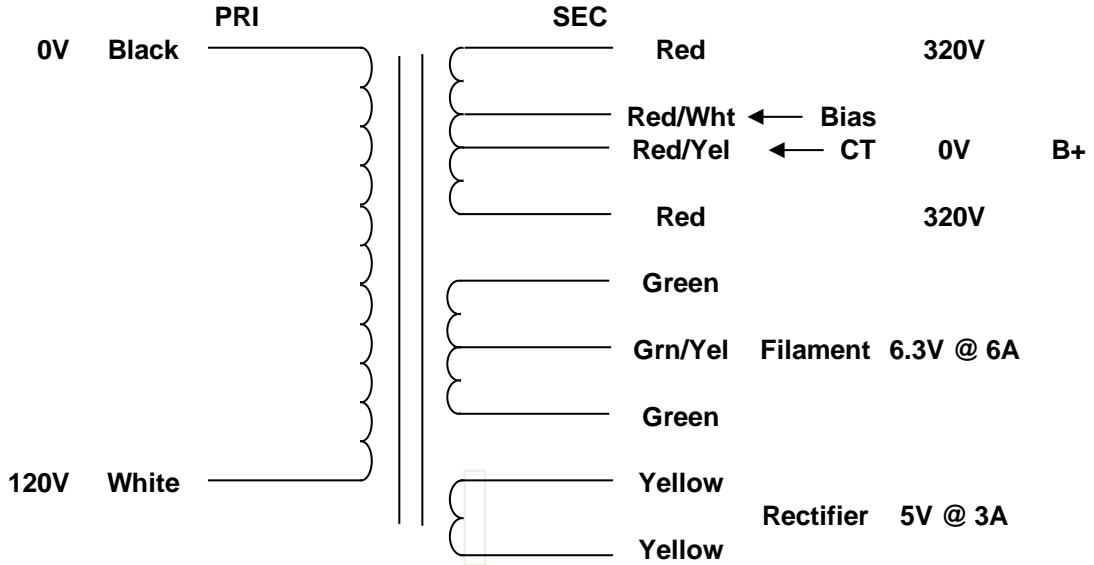 PRI SEC
0V Black Red 320V
Red/Wht Bias
Red/Yel CT 0V B+
Red 320V
Green
Grn/Yel Filament 6.3V @ 6A
Green
120V White Yellow
Rectifier 5V @ 3A
Yellow